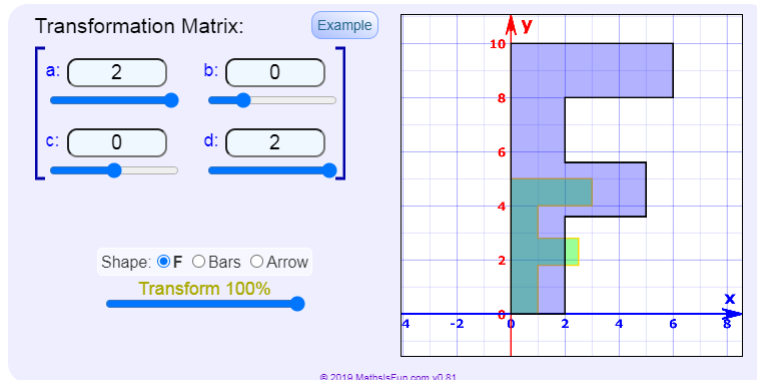 Transformation Matrix:
Example
a: 2 b: 0
c: 0 d: 2
Shape: F Bars Arrow
Transform 100%
© 2019 MathsIsFun.com v0.81
y
10
8
6
4
2
0
x
4 -2 0 2 4 6 8